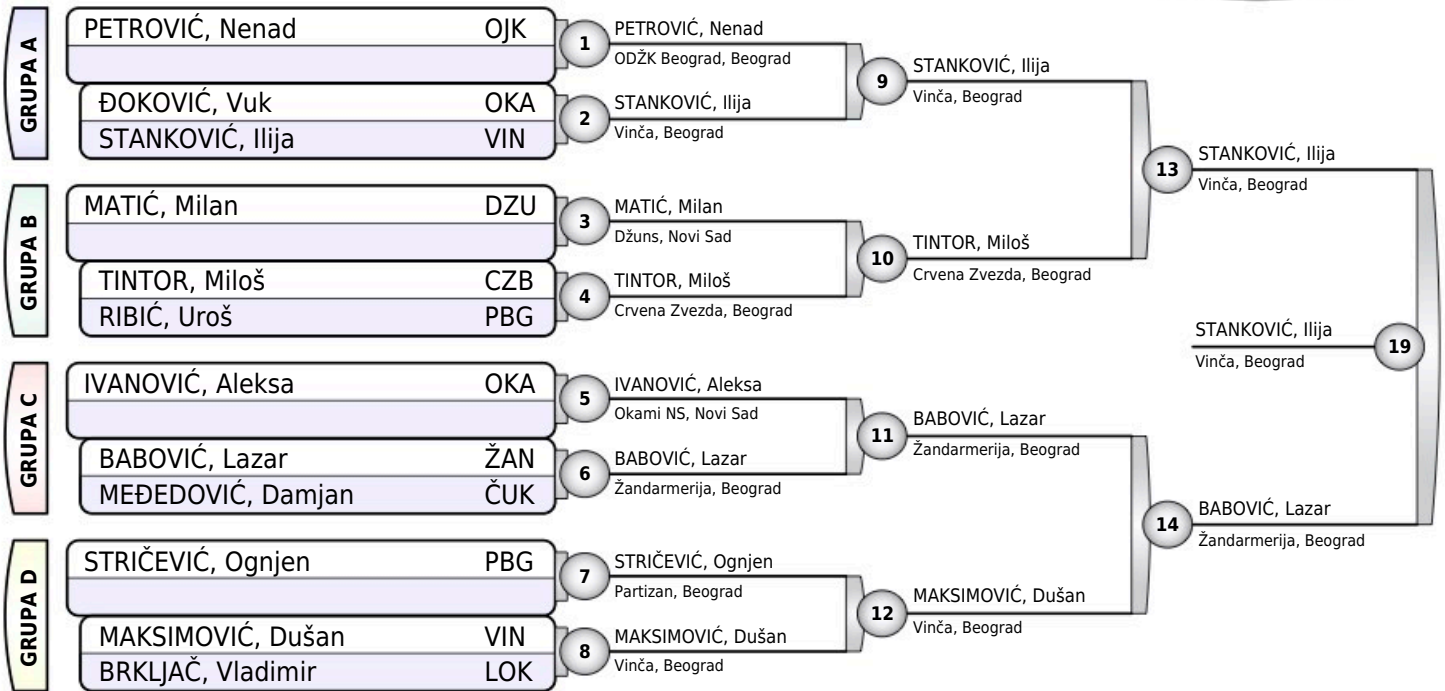 GRUPA A
PETROVIĆ, Nenad OJK
ĐOKOVIĆ, Vuk OKA
STANKOVIĆ, Ilija VIN
1
PETROVIĆ, Nenad
ODŽK Beograd, Beograd
2
STANKOVIĆ, Ilija
Vinča, Beograd
9
STANKOVIĆ, Ilija
Vinča, Beograd
GRUPA B
MATIĆ, Milan DZU
TINTOR, Miloš CZB
RIBIĆ, Uroš PBG
3
MATIĆ, Milan
Džuns, Novi Sad
4
TINTOR, Miloš
Crvena Zvezda, Beograd
10
TINTOR, Miloš
Crvena Zvezda, Beograd
13
STANKOVIĆ, Ilija
Vinča, Beograd
GRUPA C
IVANOVIĆ, Aleksa OKA
BABOVIĆ, Lazar ŽAN
MEĐEDOVIĆ, Damjan ČUK
5
IVANOVIĆ, Aleksa
Okami NS, Novi Sad
6
BABOVIĆ, Lazar
Žandarmerija, Beograd
11
BABOVIĆ, Lazar
Žandarmerija, Beograd
GRUPA D
STRIČEVIĆ, Ognjen PBG
MAKSIMOVIĆ, Dušan VIN
BRKLJAČ, Vladimir LOK
7
STRIČEVIĆ, Ognjen
Partizan, Beograd
8
MAKSIMOVIĆ, Dušan
Vinča, Beograd
12
MAKSIMOVIĆ, Dušan
Vinča, Beograd
14
BABOVIĆ, Lazar
Žandarmerija, Beograd
STANKOVIĆ, Ilija
Vinča, Beograd
19